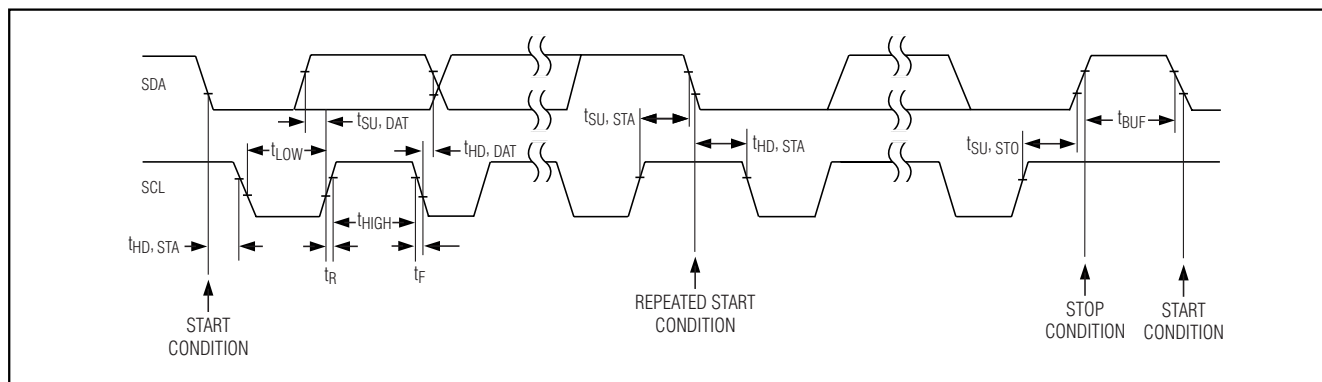 SDA
tSU, DAT
tSU, STA
tBUF
tLOW
tHD, DAT
tHD, STA
tSU, STO
SCL
tHIGH
tHD, STA
tR
tF
START
CONDITION
REPEATED START
CONDITION
STOP
CONDITION
START
CONDITION